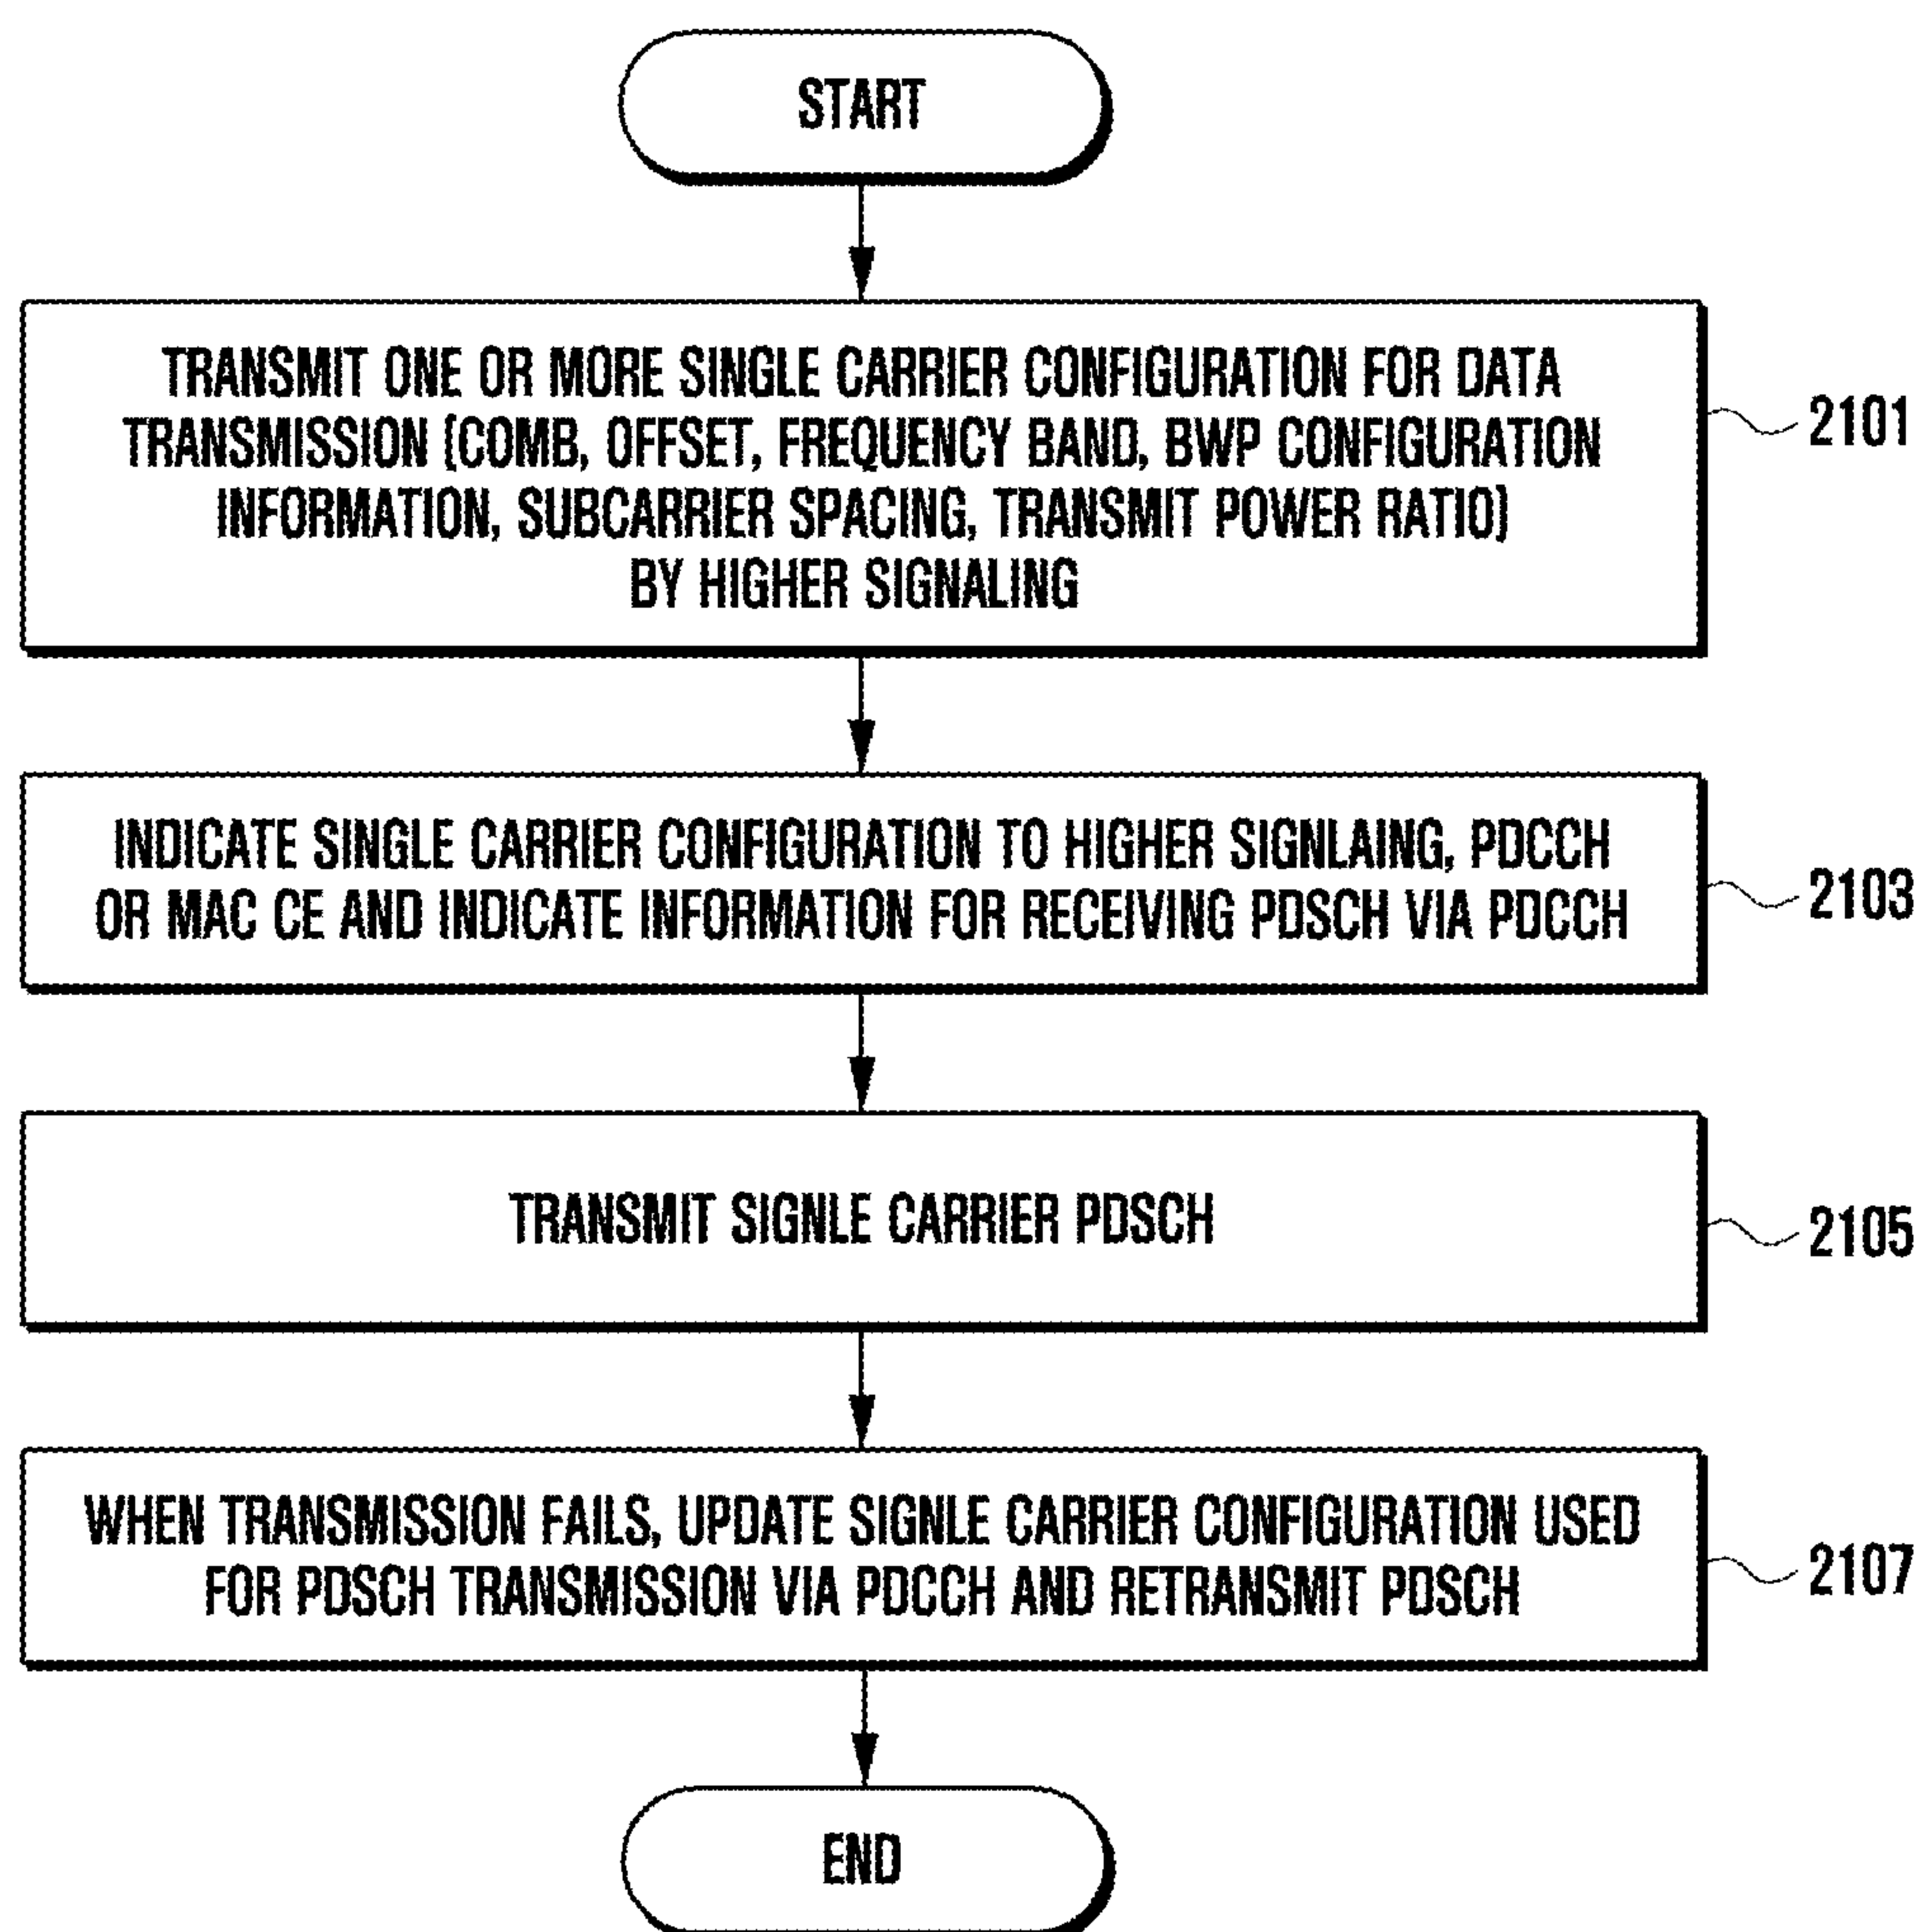 START
TRANSMIT ONE OR MORE SINGLE CARRIER CONFIGURATION FOR DATA
TRANSMISSION (COMB, OFFSET, FREQUENCY BAND, BWP CONFIGURATION
INFORMATION, SUBCARRIER SPACING, TRANSMIT POWER RATIO)
BY HIGHER SIGNALING
2101
INDICATE SINGLE CARRIER CONFIGURATION TO HIGHER SIGNLAING, PDCCH
OR MAC CE AND INDICATE INFORMATION FOR RECEIVING PDSCH VIA PDCCH
2103
TRANSMIT SIGNLE CARRIER PDSCH
2105
WHEN TRANSMISSION FAILS, UPDATE SIGNLE CARRIER CONFIGURATION USED
FOR PDSCH TRANSMISSION VIA PDCCH AND RETRANSMIT PDSCH
2107
END